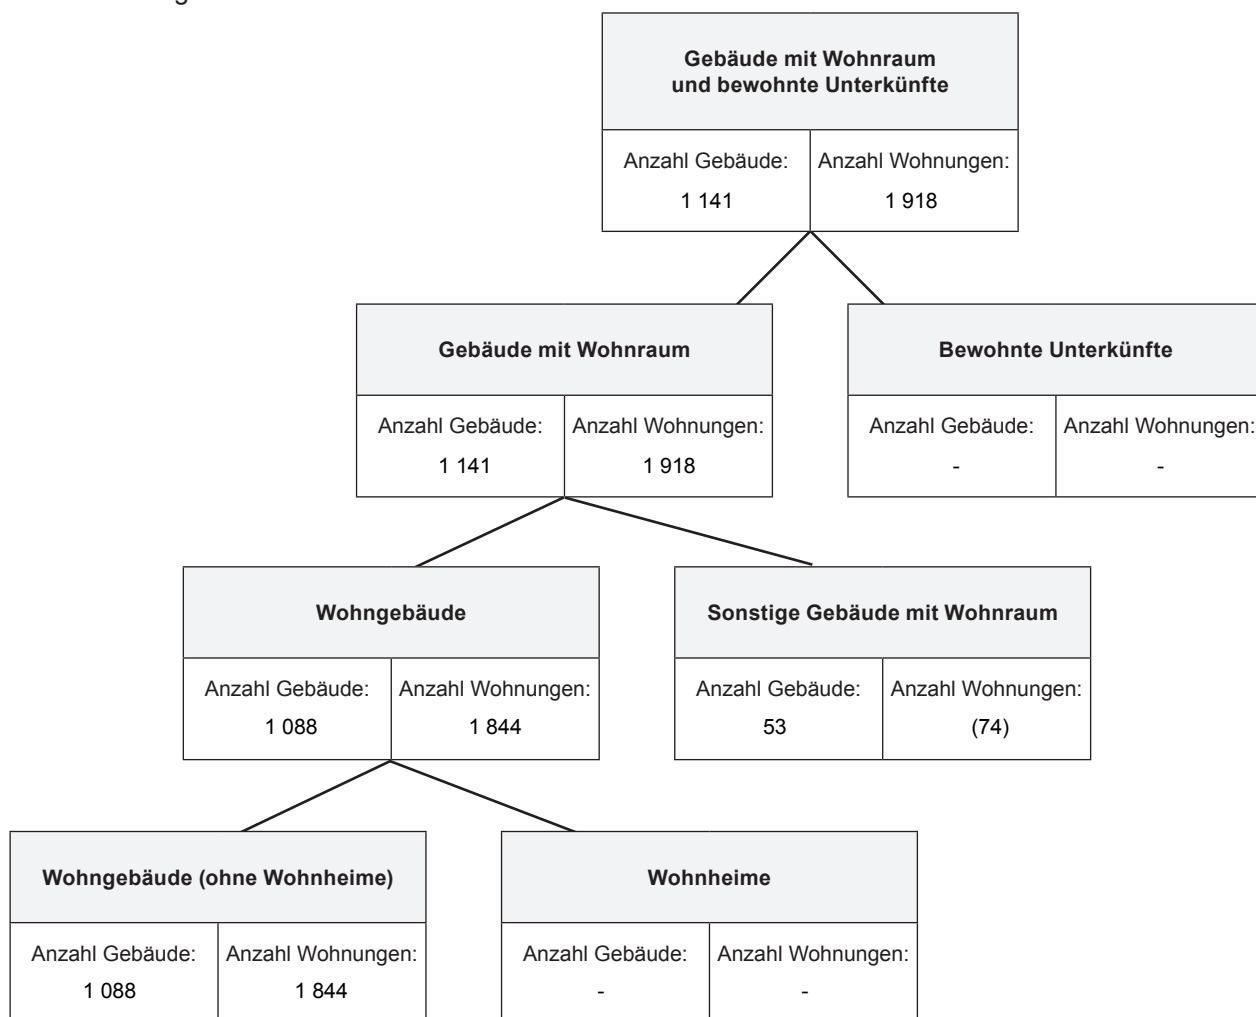 Gebäude mit Wohnraum
und bewohnte Unterkünfte
Anzahl Gebäude: Anzahl Wohnungen:
1 141 1 918
Gebäude mit Wohnraum
Anzahl Gebäude: Anzahl Wohnungen:
1 141 1 918
Bewohnte Unterkünfte
Anzahl Gebäude: Anzahl Wohnungen:
- -
Wohngebäude
Anzahl Gebäude: Anzahl Wohnungen:
1 088 1 844
Sonstige Gebäude mit Wohnraum
Anzahl Gebäude: Anzahl Wohnungen:
53 (74)
Wohngebäude (ohne Wohnheime)
Anzahl Gebäude: Anzahl Wohnungen:
1 088 1 844
Wohnheime
Anzahl Gebäude: Anzahl Wohnungen:
- -